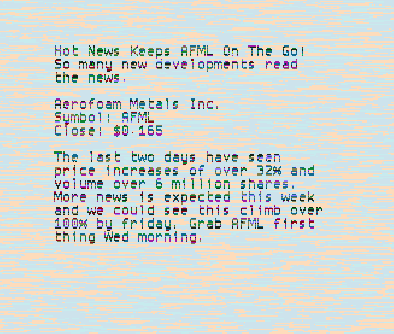 Hot News Keeps AFML On The Go!
So many new developments read
the news.
Aerofoam Metals Inc.
Symbol: AFML
Close: $0.165
The last two days have seen
price increases of over 32% and
volume over 6 million shares.
More news is expected this week
and we could see this climb over
100% by friday. Grab AFML first
thing Wed morning.